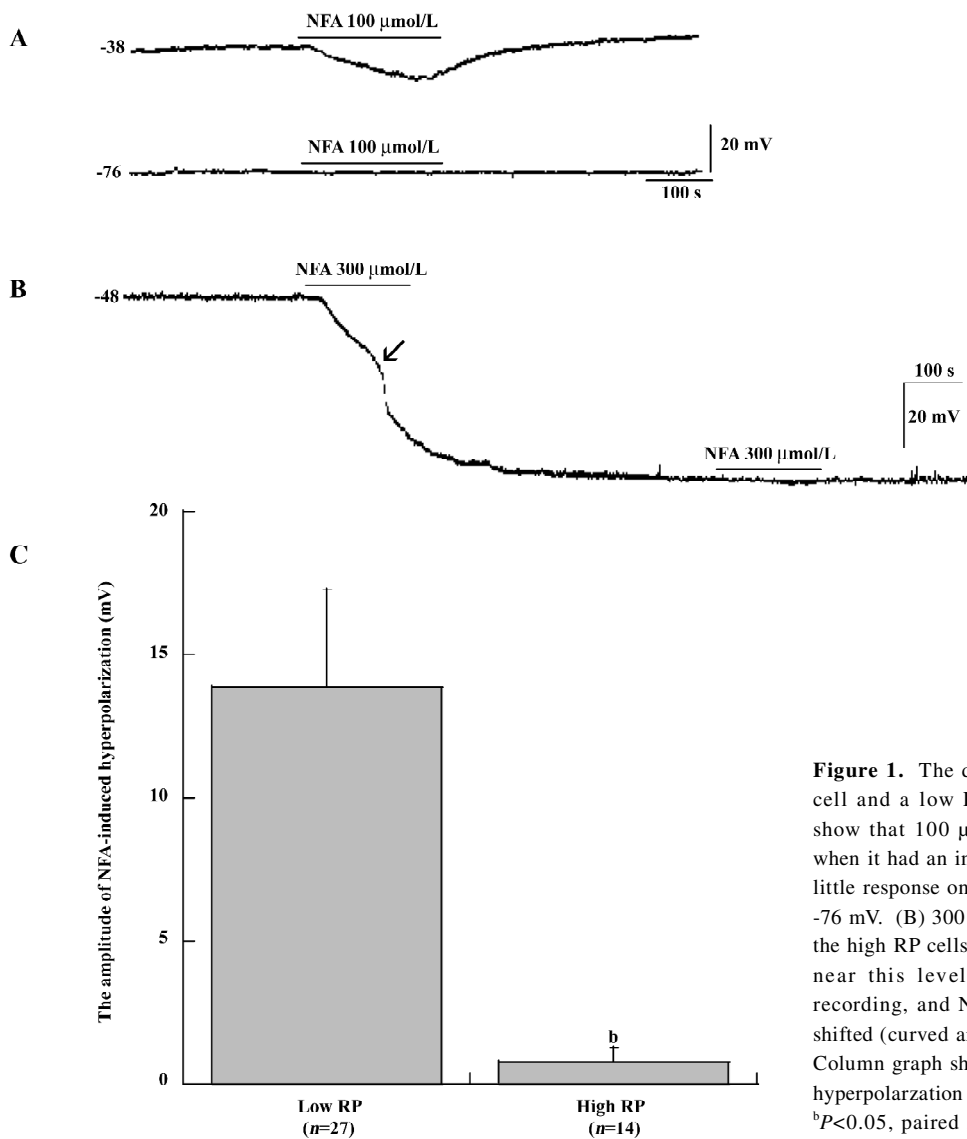 A
NFA 100 µmol/L
-38
NFA 100 µmol/L
-76
20 mV
100 s
B
NFA 300 µmol/L
-48
100 s
20 mV
NFA 300 µmol/L
C
The amplitude of NFA-induced hyperpolarization (mV)
20
15
10
5
0
b
Low RP
(n=27)
High RP
(n=14)
Figure 1. The
cell and a low
show that 100 µ
when it had an
little response on
-76 mV. (B) 300
the high RP cells
near this level
recording, and N
shifted (curved
Column graph
hyperpolarzation
bP<0.05, paired